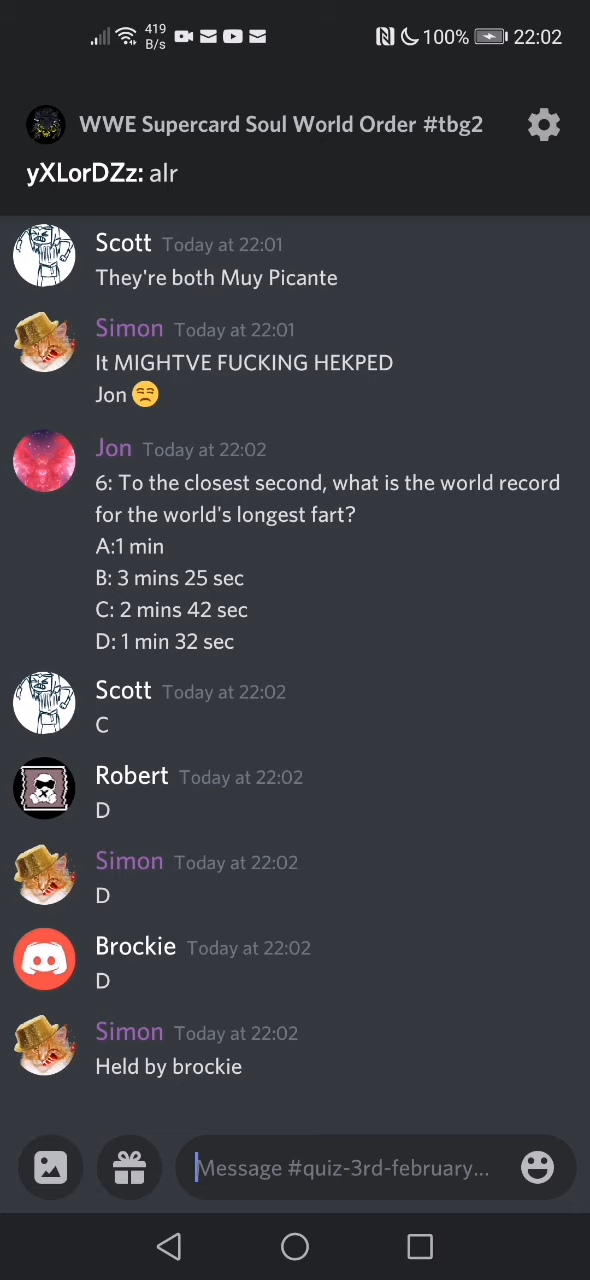 419
B/s
100%
22:02
WWE Supercard Soul World Order #tbg2
yXLorDZz: alr
Scott Today at 22:01
They're both Muy Picante
Simon Today at 22:01
It MIGHTVE FUCKING HEKPED
Jon 😒
Jon Today at 22:02
6: To the closest second, what is the world record
for the world's longest fart?
A:1 min
B: 3 mins 25 sec
C: 2 mins 42 sec
D: 1 min 32 sec
Scott Today at 22:02
C
Robert Today at 22:02
D
Simon Today at 22:02
D
Brockie Today at 22:02
D
Simon Today at 22:02
Held by brockie
Message #quiz-3rd-february...